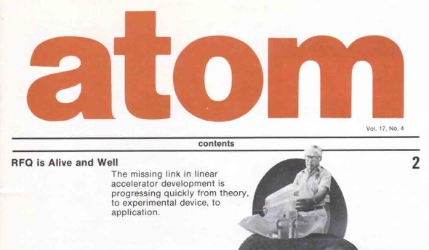 atom
Vol. 17, No. 4
contents
RFQ is Alive and Well
2
The missing link in linear
accelerator development is
progressing quickly from theory,
to experimental device, to
application.